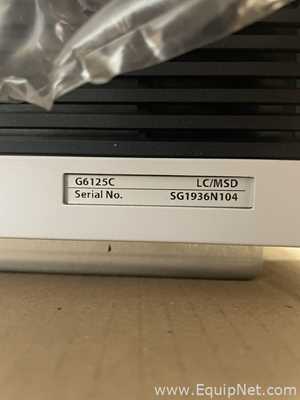 G6125C LC/MSD
Serial No. SG1936N104
www.EquipNet.com